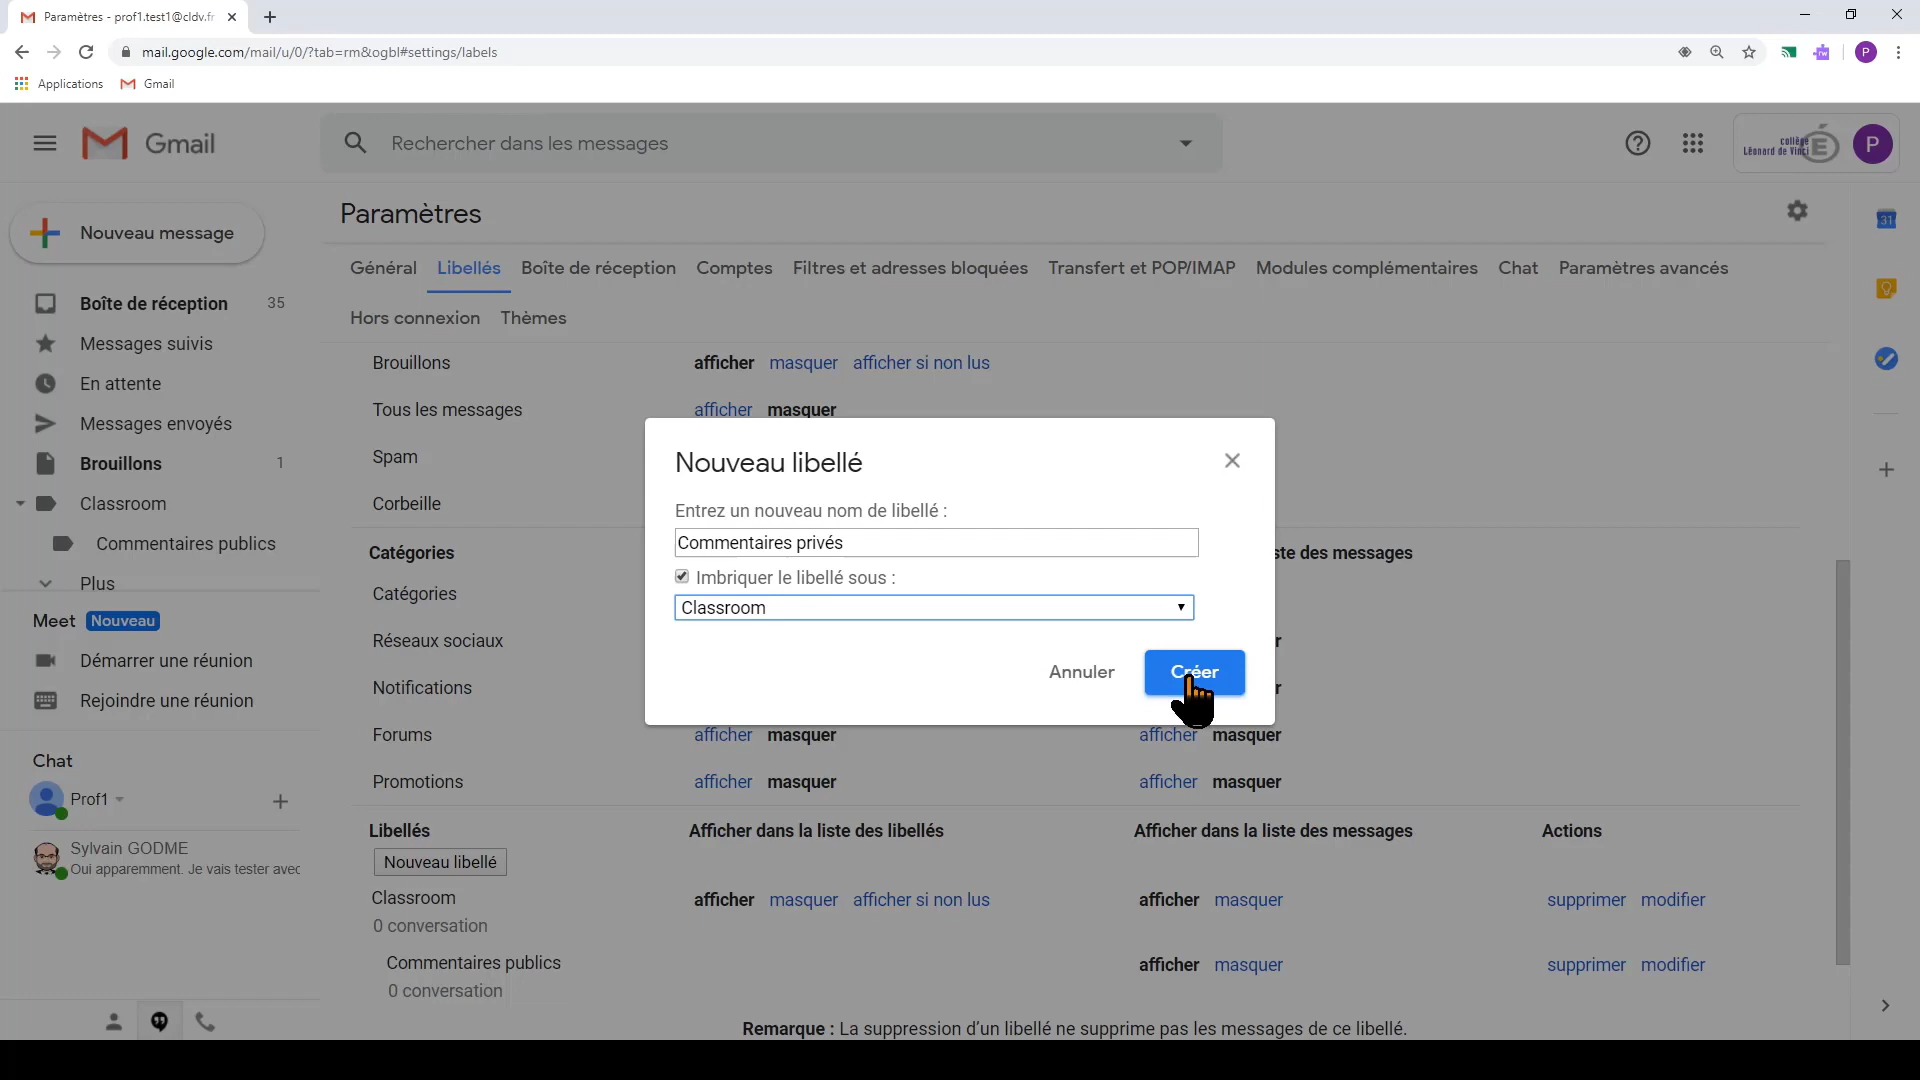 Paramètres - prof1.test1@cldv.fr
mail.google.com/mail/u/0/?tab=rm&ogbl#settings/labels
P
Applications
Gmail
Gmail
Rechercher dans les messages
collège
Léonard de Vinci
P
Nouveau message
Paramètres
31
Général Libellés Boîte de réception Comptes Filtres et adresses bloquées Transfert et POP/IMAP Modules complémentaires Chat Paramètres avancés
Hors connexion Thèmes
Boîte de réception 35
Messages suivis
En attente
Messages envoyés
Brouillons 1
Classroom
Commentaires publics
Plus
Meet Nouveau
Démarrer une réunion
Rejoindre une réunion
Chat
Prof1
Sylvain GODME
Oui apparemment. Je vais tester avec
Brouillons afficher masquer afficher si non lus
Tous les messages afficher masquer
Spam
Corbeille
Catégories ste des messages
Catégories
Réseaux sociaux r
Notifications r
Forums afficher masquer afficher masquer
Promotions afficher masquer afficher masquer
Nouveau libellé
Entrez un nouveau nom de libellé :
Commentaires privés
Imbriquer le libellé sous :
Classroom
Annuler Créer
Libellés Afficher dans la liste des libellés Afficher dans la liste des messages Actions
Nouveau libellé
Classroom afficher masquer afficher si non lus afficher masquer supprimer modifier
0 conversation
Commentaires publics afficher masquer supprimer modifier
0 conversation
Remarque : La suppression d'un libellé ne supprime pas les messages de ce libellé.